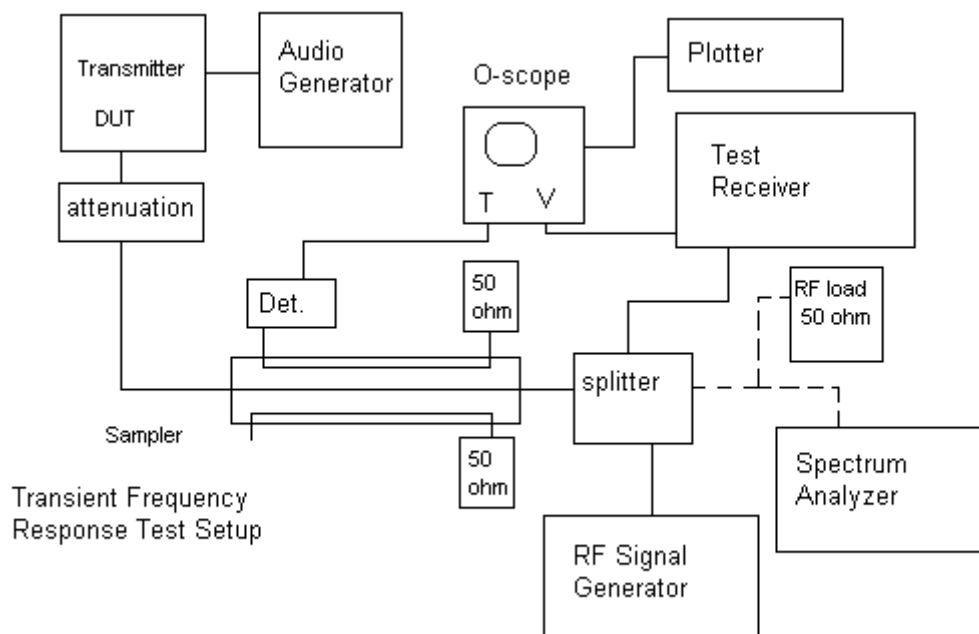 Transmitter
DUT
Audio
Generator
O-scope
Plotter
T V
Test
Receiver
attenuation
Det.
50
ohm
RF load
50 ohm
splitter
Sampler
50
ohm
Spectrum
Analyzer
Transient Frequency
Response Test Setup
RF Signal
Generator